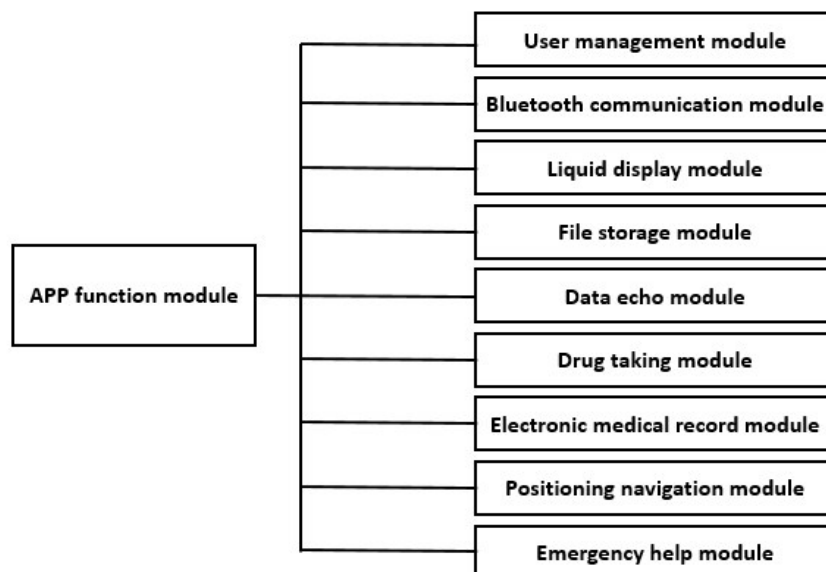 User management module
Bluetooth communication module
Liquid display module
File storage module
APP function module
Data echo module
Drug taking module
Electronic medical record module
Positioning navigation module
Emergency help module